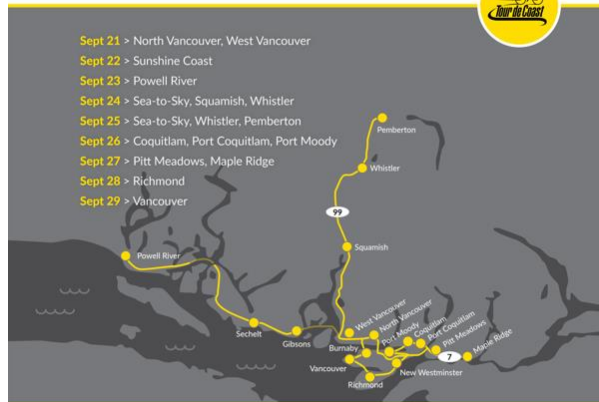 Tour de Coast
Sept 21 > North Vancouver, West Vancouver
Sept 22 > Sunshine Coast
Sept 23 > Powell River
Sept 24 > Sea-to-Sky, Squamish, Whistler
Sept 25 > Sea-to-Sky, Whistler, Pemberton
Sept 26 > Coquitlam, Port Coquitlam, Port Moody
Sept 27 > Pitt Meadows, Maple Ridge
Sept 28 > Richmond
Sept 29 > Vancouver
Pemberton
Whistler
99
Squamish
Powell River
Sechelt
Gibsons
West Vancouver
North Vancouver
Burnaby
Port Moody
Coquitlam
Port Coquitlam
Pitt Meadows
7
Maple Ridge
Vancouver
New Westminster
Richmond